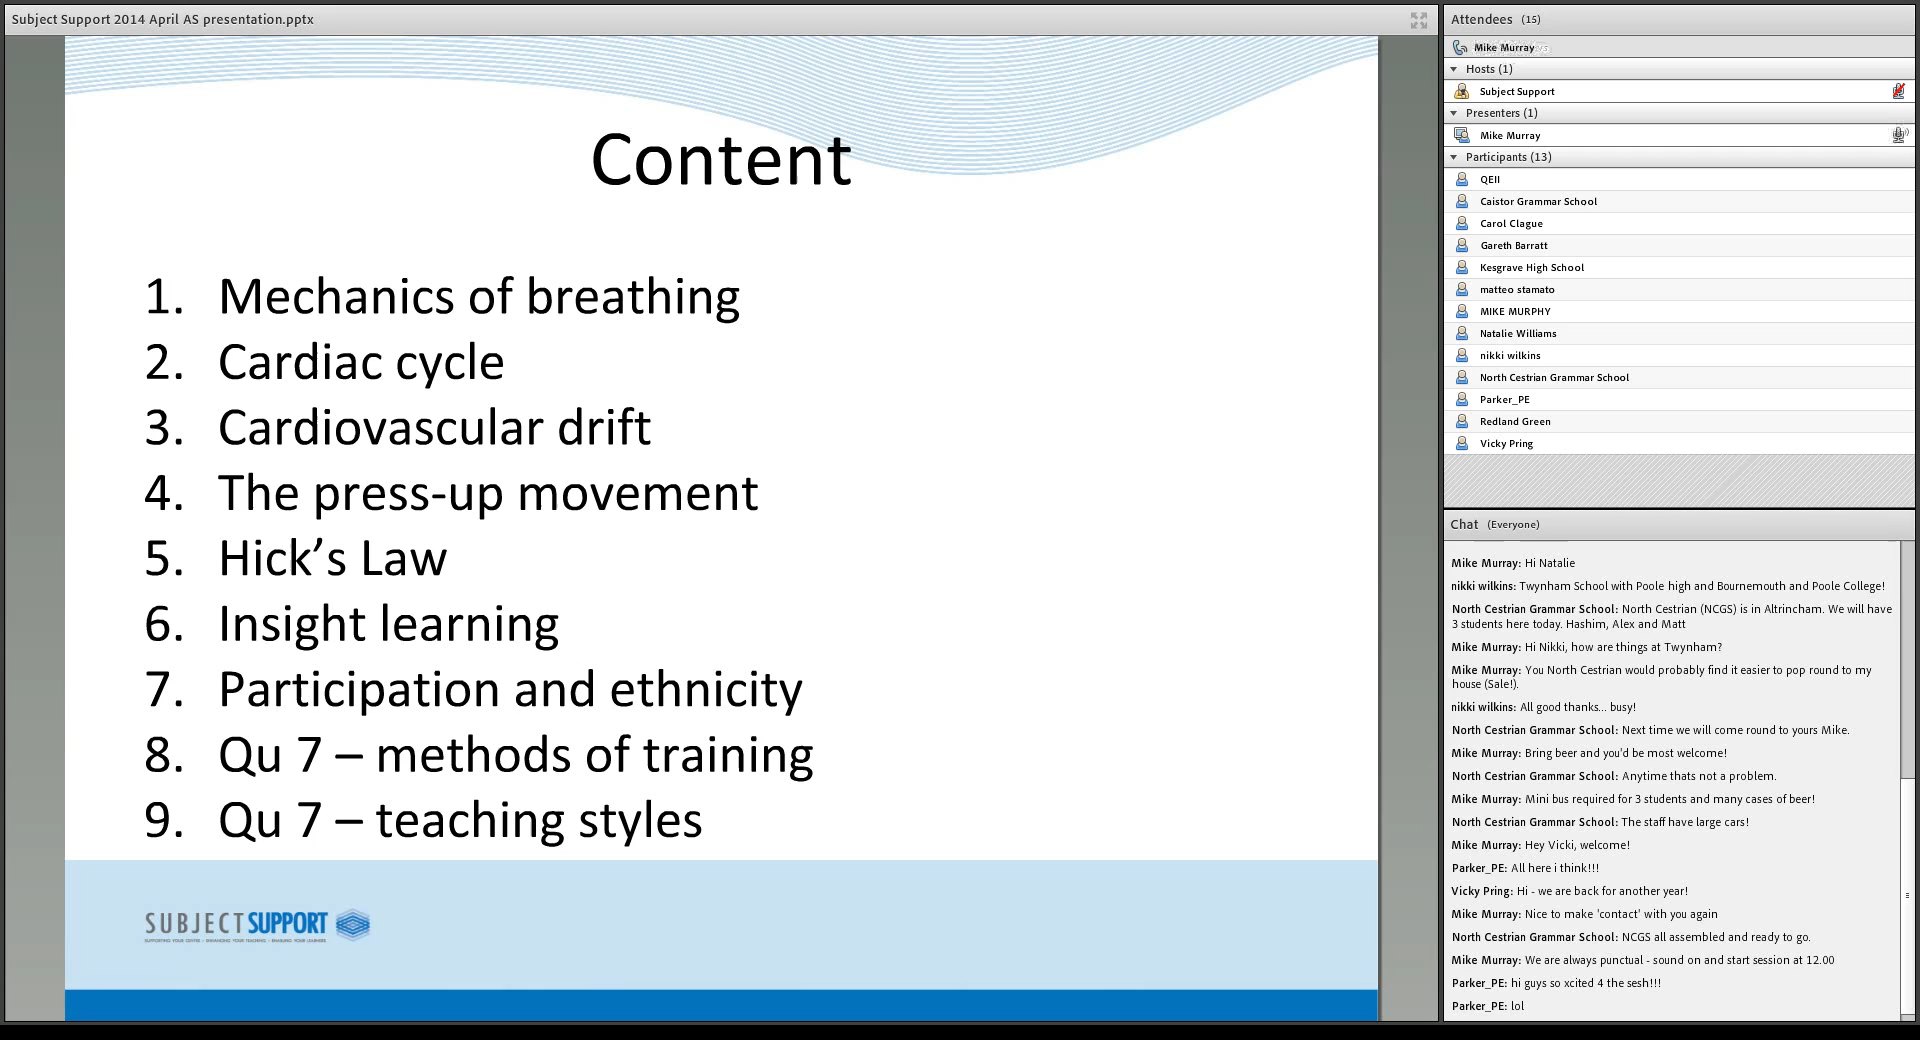 Subject Support 2014 April AS presentation.pptx
Content
1. Mechanics of breathing
2. Cardiac cycle
3. Cardiovascular drift
4. The press-up movement
5. Hick’s Law
6. Insight learning
7. Participation and ethnicity
8. Qu 7 – methods of training
9. Qu 7 – teaching styles
SUBJECTSUPPORT
SUPPORTING YOUR CENTRE - ENHANCING YOUR TEACHING - ENABLING YOUR LEARNERS
Attendees (15)
Mike Murray
Hosts (1)
Subject Support
Presenters (1)
Mike Murray
Participants (13)
QEII
Caistor Grammar School
Carol Clague
Gareth Barratt
Kesgrave High School
matteo stamato
MIKE MURPHY
Natalie Williams
nikki wilkins
North Cestrian Grammar School
Parker_PE
Redland Green
Vicky Pring
Chat (Everyone)
Mike Murray: Hi Natalie
nikki wilkins: Twynham School with Poole high and Bournemouth and Poole College!
North Cestrian Grammar School: North Cestrian (NCGS) is in Altrincham. We will have
3 students here today. Hashim, Alex and Matt
Mike Murray: Hi Nikki, how are things at Twynham?
Mike Murray: You North Cestrian would probably find it easier to pop round to my
house (Sale!).
nikki wilkins: All good thanks... busy!
North Cestrian Grammar School: Next time we will come round to yours Mike.
Mike Murray: Bring beer and you'd be most welcome!
North Cestrian Grammar School: Anytime thats not a problem.
Mike Murray: Mini bus required for 3 students and many cases of beer!
North Cestrian Grammar School: The staff have large cars!
Mike Murray: Hey Vicki, welcome!
Parker_PE: All here i think!!!
Vicky Pring: Hi - we are back for another year!
Mike Murray: Nice to make 'contact' with you again
North Cestrian Grammar School: NCGS all assembled and ready to go.
Mike Murray: We are always punctual - sound on and start session at 12.00
Parker_PE: hi guys so xcited 4 the sesh!!!
Parker_PE: lol